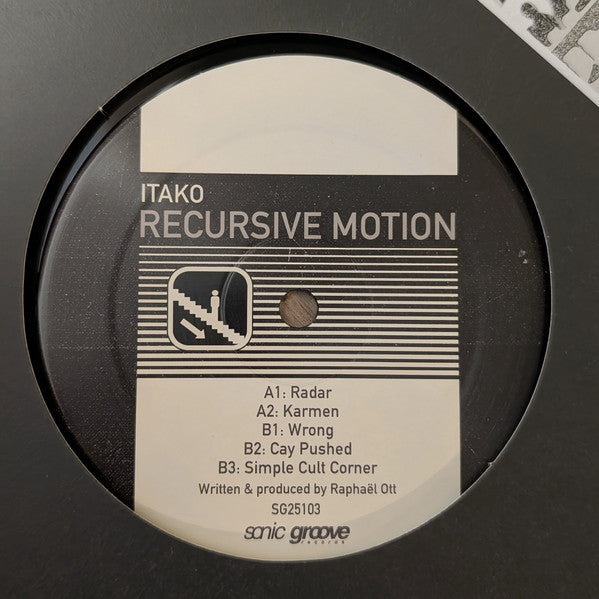 ITAKO
RECURSIVE MOTION
A1: Radar
A2: Karmen
B1: Wrong
B2: Cay Pushed
B3: Simple Cult Corner
Written & produced by Raphaël Ott
SG25103
sonic groove
records